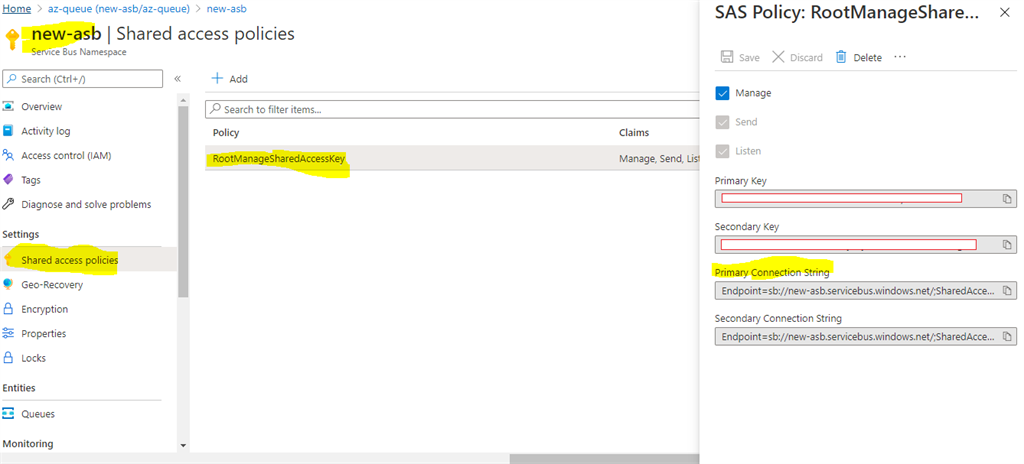 Home > az-queue (new-asb/az-queue) > new-asb
new-asb | Shared access policies
Service Bus Namespace
Search (Ctrl+/)
«
Overview
Activity log
Access control (IAM)
Tags
Diagnose and solve problems
Settings
Shared access policies
Geo-Recovery
Encryption
Properties
Locks
Entities
Queues
Monitoring
+ Add
Search to filter items...
Policy Claims
RootManageSharedAccessKey Manage, Send, List
SAS Policy: RootManageShare...
Save Discard Delete ...
Manage
Send
Listen
Primary Key
Secondary Key
Primary Connection String
Endpoint=sb://new-asb.servicebus.windows.net/;SharedAcce...
Secondary Connection String
Endpoint=sb://new-asb.servicebus.windows.net/;SharedAcce...